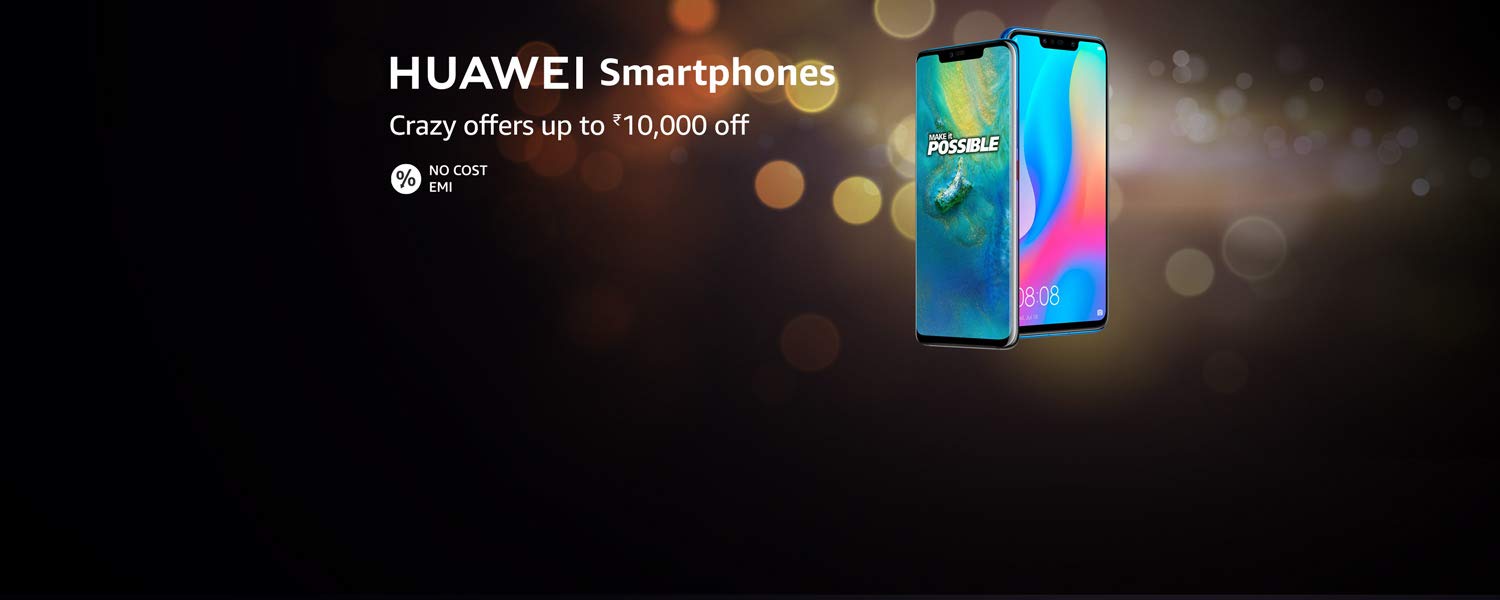 HUAWEI Smartphones
Crazy offers up to ₹10,000 off
%
NO COST
EMI
MAKE it
POSSIBLE
08:08